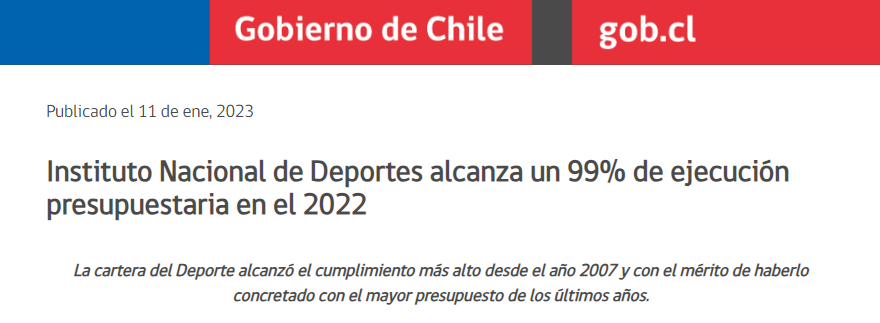 Gobierno de Chile
gob.cl
Publicado el 11 de ene, 2023
Instituto Nacional de Deportes alcanza un 99% de ejecución
presupuestaria en el 2022
La cartera del Deporte alcanzó el cumplimiento más alto desde el año 2007 y con el mérito de haberlo
concretado con el mayor presupuesto de los últimos años.